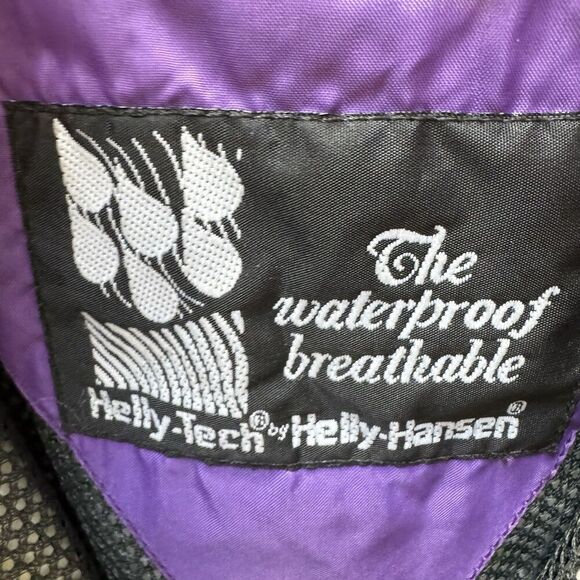 The
waterproof
breathable
Helly-Tech® by Helly-Hansen®